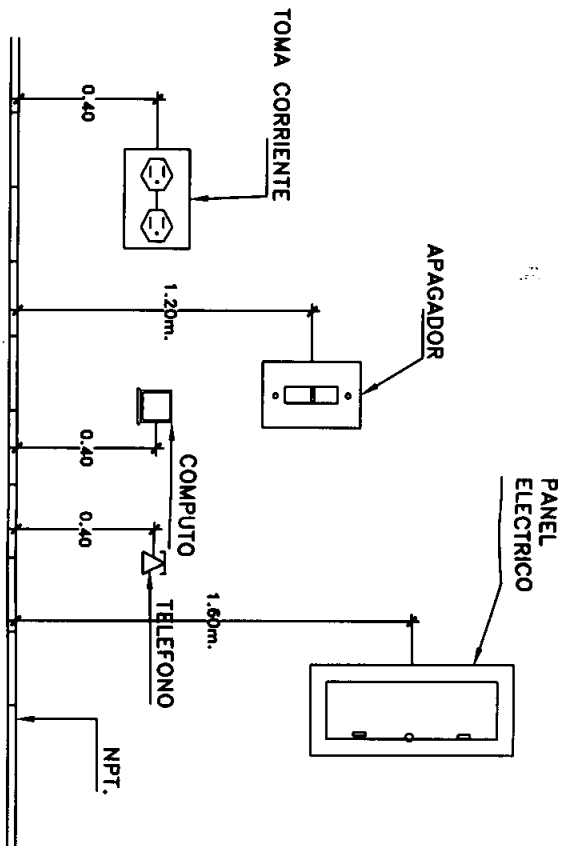 PANEL
ELECTRICO
APAGADOR
TOMA CORRIENTE
COMPUTO
TELEFONO
0.40
1.20m.
0.40
0.40
1.60m.
NPT.